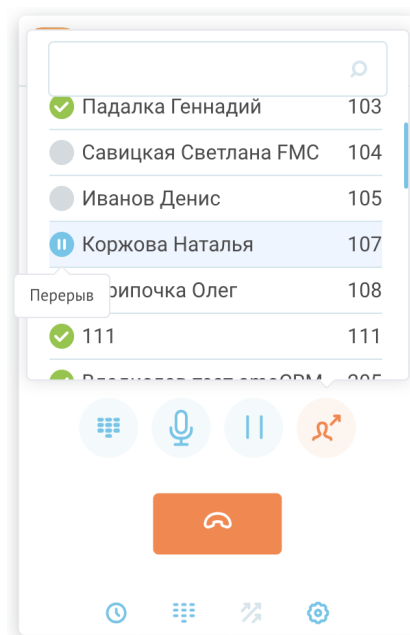 Падалка Геннадий 103
Савицкая Светлана FMC 104
Иванов Денис 105
Коржова Наталья 107
Перерыв
Олег 108
111 111